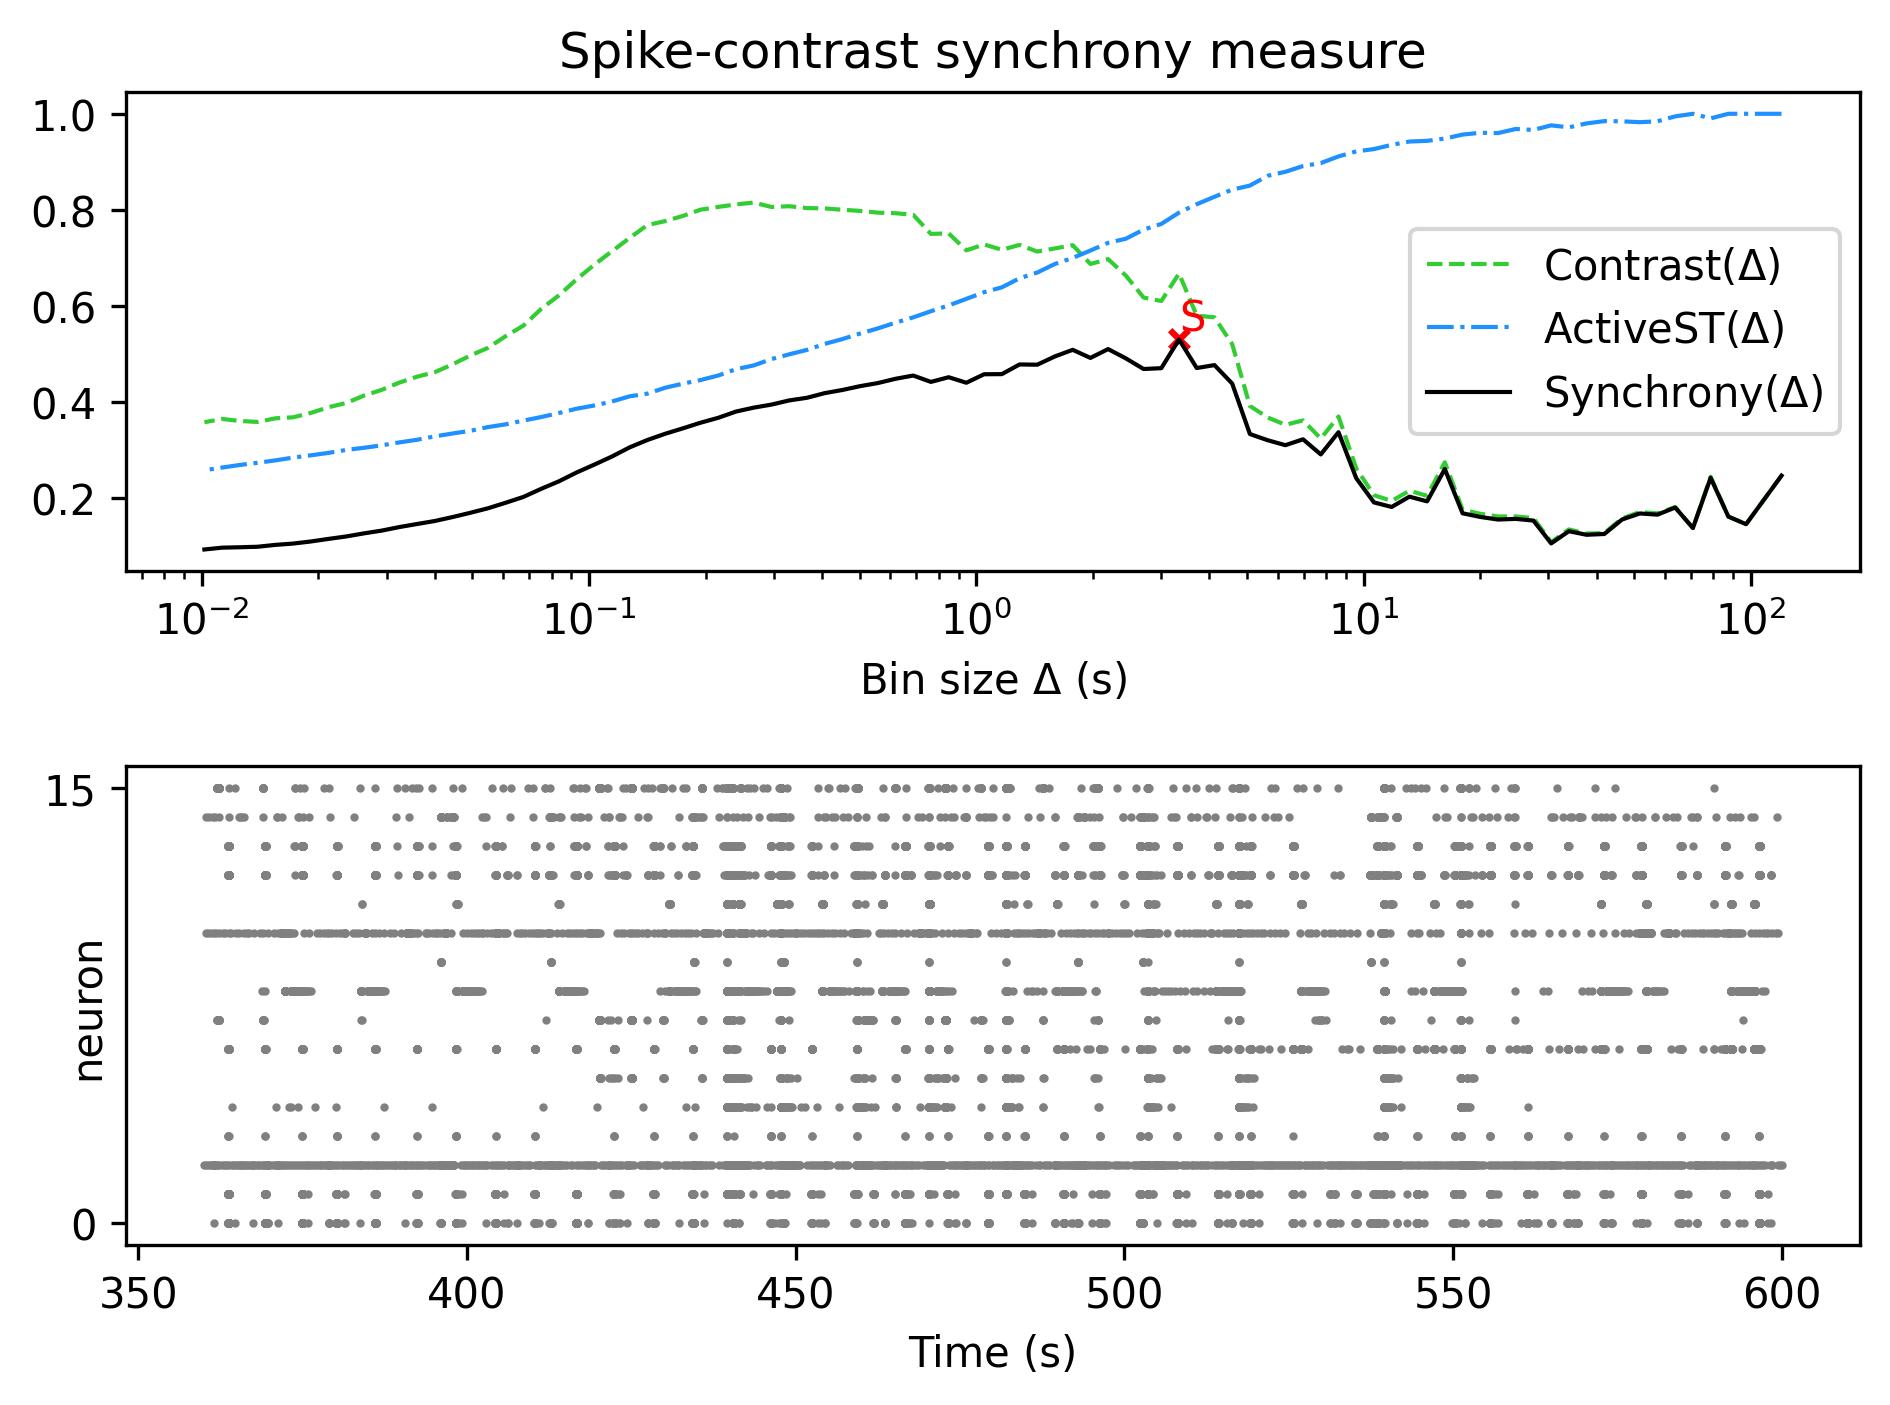 Spike-contrast synchrony measure
1.0
0.8
0.6
0.4
0.2
S
Contrast(Δ)
ActiveST(Δ)
Synchrony(Δ)
10⁻² 10⁻¹ 10⁰ 10¹ 10²
Bin size Δ (s)
15
neuron
0
350 400 450 500 550 600
Time (s)